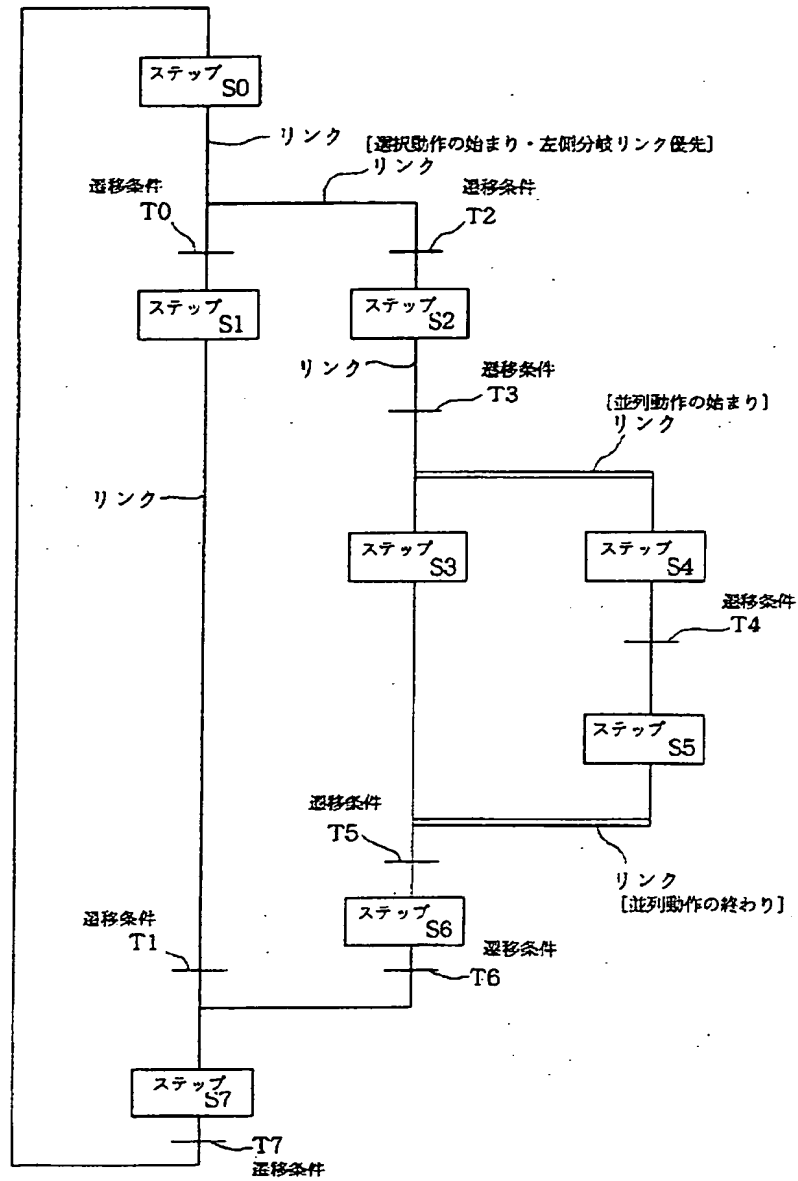 ステップ
S0
リンク
[選択動作の始まり・左側分岐リンク優先]
リンク
遷移条件
T0
遷移条件
T2
ステップ
S1
ステップ
S2
リンク
遷移条件
T3
[並列動作の始まり]
リンク
リンク
ステップ
S3
ステップ
S4
遷移条件
T4
ステップ
S5
遷移条件
T5
リンク
[並列動作の終わり]
ステップ
S6
遷移条件
T1
遷移条件
T6
ステップ
S7
T7
遷移条件